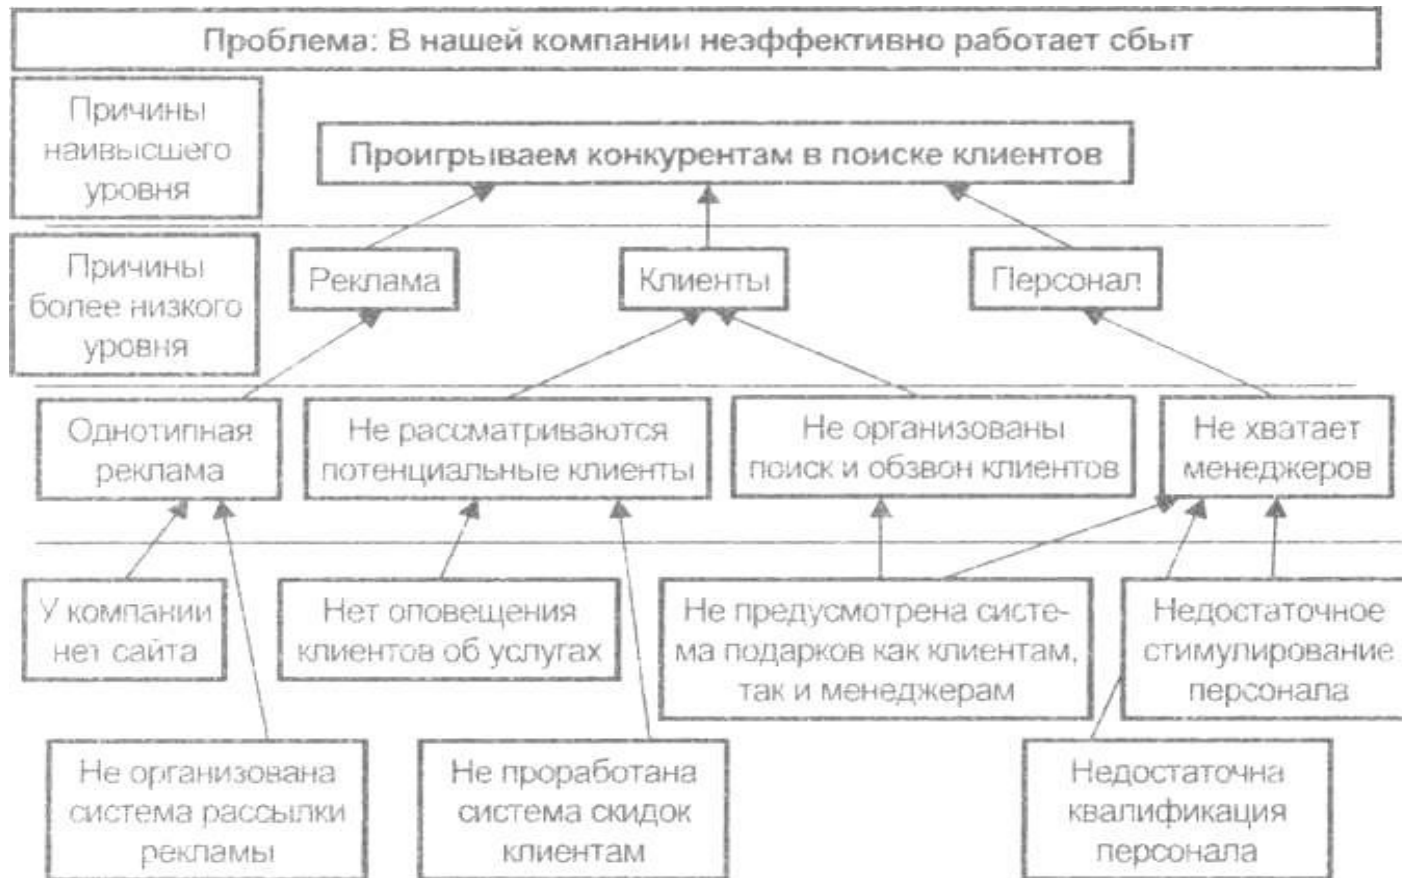 Проблема: В нашей компании неэффективно работает сбыт
Причины
наивысшего
уровня
Проигрываем конкурентам в поиске клиентов
Причины
более низкого
уровня
Реклама
Клиенты
Персонал
Однотипная
реклама
Не рассматриваются
потенциальные клиенты
Не организованы
поиск и обзвон клиентов
Не хватает
менеджеров
У компании
нет сайта
Нет оповещения
клиентов об услугах
Не предусмотрена систе-
ма подарков как клиентам,
так и менеджерам
Недостаточное
стимулирование
персонала
Не организована
система рассылки
рекламы
Не проработана
система скидок
клиентам
Недостаточна
квалификация
персонала